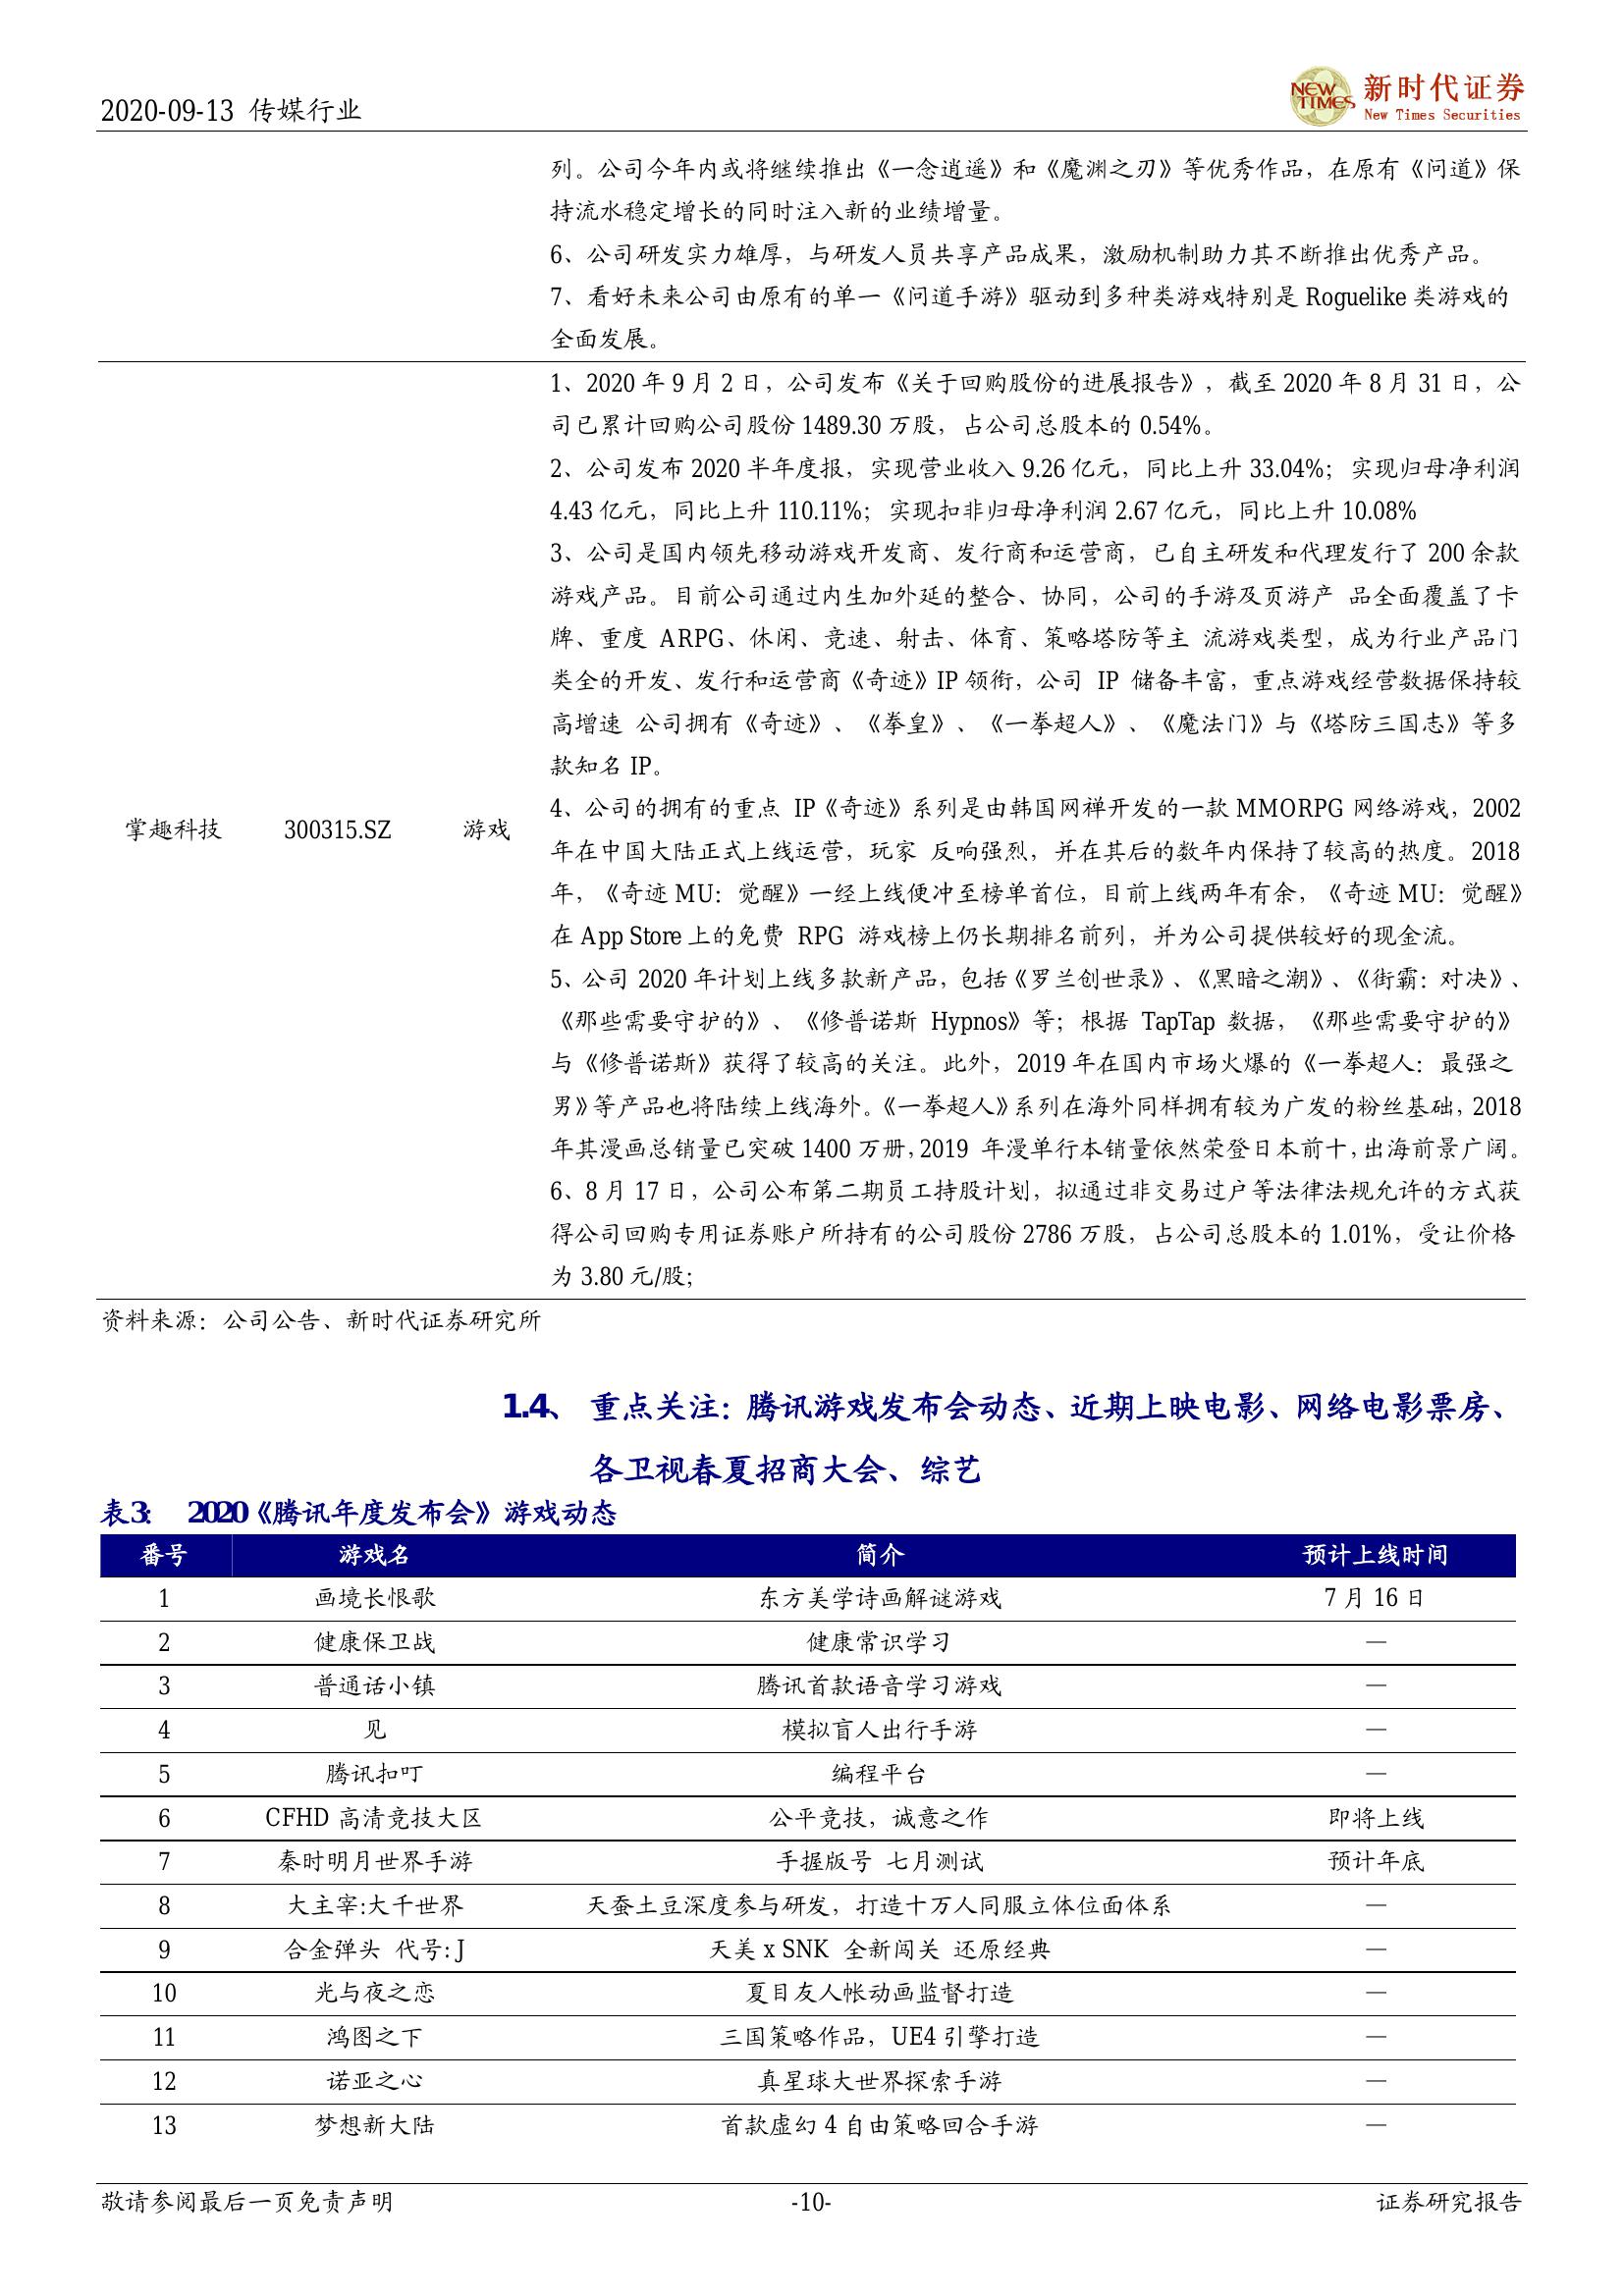 2020-09-13 传媒行业
NEW TIMES 新时代证券
New Times Securities
列。公司今年内或将继续推出《一念逍遥》和《魔渊之刃》等优秀作品，在原有《问道》保
持流水稳定增长的同时注入新的业绩增量。
6、公司研发实力雄厚，与研发人员共享产品成果，激励机制助力其不断推出优秀产品。
7、看好未来公司由原有的单一《问道手游》驱动到多种类游戏特别是 Roguelike 类游戏的
全面发展。
1、2020 年 9 月 2 日，公司发布《关于回购股份的进展报告》，截至 2020 年 8 月 31 日，公
司已累计回购公司股份 1489.30 万股，占公司总股本的 0.54%。
2、公司发布 2020 半年度报，实现营业收入 9.26 亿元，同比上升 33.04%；实现归母净利润
4.43 亿元，同比上升 110.11%；实现扣非归母净利润 2.67 亿元，同比上升 10.08%
3、公司是国内领先移动游戏开发商、发行商和运营商，已自主研发和代理发行了 200 余款
游戏产品。目前公司通过内生加外延的整合、协同，公司的手游及页游产 品全面覆盖了卡
牌、重度 ARPG、休闲、竞速、射击、体育、策略塔防等主 流游戏类型，成为行业产品门
类全的开发、发行和运营商《奇迹》IP 领衔，公司 IP 储备丰富，重点游戏经营数据保持较
高增速 公司拥有《奇迹》、《拳皇》、《一拳超人》、《魔法门》与《塔防三国志》等多
款知名 IP。
掌趣科技 300315.SZ 游戏
4、公司的拥有的重点 IP《奇迹》系列是由韩国网禅开发的一款 MMORPG 网络游戏，2002
年在中国大陆正式上线运营，玩家 反响强烈，并在其后的数年内保持了较高的热度。2018
年，《奇迹 MU：觉醒》一经上线便冲至榜单首位，目前上线两年有余，《奇迹 MU：觉醒》
在 App Store 上的免费 RPG 游戏榜上仍长期排名前列，并为公司提供较好的现金流。
5、公司 2020 年计划上线多款新产品，包括《罗兰创世录》、《黑暗之潮》、《街霸：对决》、
《那些需要守护的》、《修普诺斯 Hypnos》等；根据 TapTap 数据，《那些需要守护的》
与《修普诺斯》获得了较高的关注。此外，2019 年在国内市场火爆的《一拳超人：最强之
男》等产品也将陆续上线海外。《一拳超人》系列在海外同样拥有较为广发的粉丝基础，2018
年其漫画总销量已突破 1400 万册，2019 年漫单行本销量依然荣登日本前十，出海前景广阔。
6、8 月 17 日，公司公布第二期员工持股计划，拟通过非交易过户等法律法规允许的方式获
得公司回购专用证券账户所持有的公司股份 2786 万股，占公司总股本的 1.01%，受让价格
为 3.80 元/股；
资料来源：公司公告、新时代证券研究所
1.4、 重点关注：腾讯游戏发布会动态、近期上映电影、网络电影票房、
各卫视春夏招商大会、综艺
表3： 2020《腾讯年度发布会》游戏动态
番号 游戏名 简介 预计上线时间
1 画境长恨歌 东方美学诗画解谜游戏 7 月 16 日
2 健康保卫战 健康常识学习 —
3 普通话小镇 腾讯首款语音学习游戏 —
4 见 模拟盲人出行手游 —
5 腾讯扣叮 编程平台 —
6 CFHD 高清竞技大区 公平竞技，诚意之作 即将上线
7 秦时明月世界手游 手握版号 七月测试 预计年底
8 大主宰:大千世界 天蚕土豆深度参与研发，打造十万人同服立体位面体系 —
9 合金弹头 代号: J 天美 x SNK 全新闯关 还原经典 —
10 光与夜之恋 夏目友人帐动画监督打造 —
11 鸿图之下 三国策略作品，UE4 引擎打造 —
12 诺亚之心 真星球大世界探索手游 —
13 梦想新大陆 首款虚幻 4 自由策略回合手游 —
敬请参阅最后一页免责声明 -10- 证券研究报告